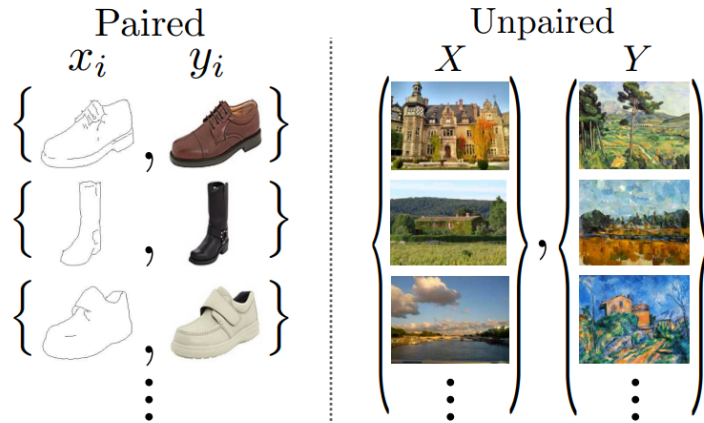 Paired
x_i y_i
{ , }
{ , }
{ , }
⋮
Unpaired
X Y
{ } , { }
⋮ ⋮